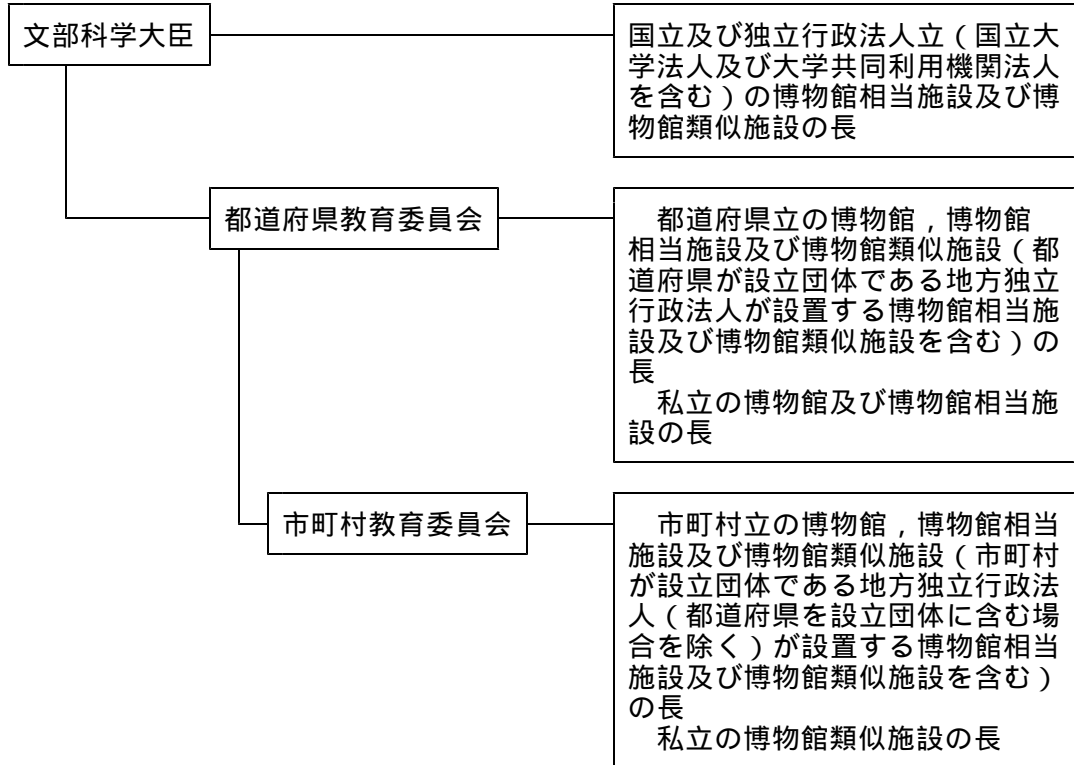 文部科学大臣
国立及び独立行政法人立（国立大
学法人及び大学共同利用機関法人
を含む）の博物館相当施設及び博
物館類似施設の長
都道府県教育委員会
都道府県立の博物館，博物館
相当施設及び博物館類似施設（都
道府県が設立団体である地方独立
行政法人が設置する博物館相当施
設及び博物館類似施設を含む）の
長
私立の博物館及び博物館相当施
設の長
市町村教育委員会
市町村立の博物館，博物館相当
施設及び博物館類似施設（市町村
が設立団体である地方独立行政法
人（都道府県を設立団体に含む場
合を除く）が設置する博物館相当
施設及び博物館類似施設を含む）
の長
私立の博物館類似施設の長